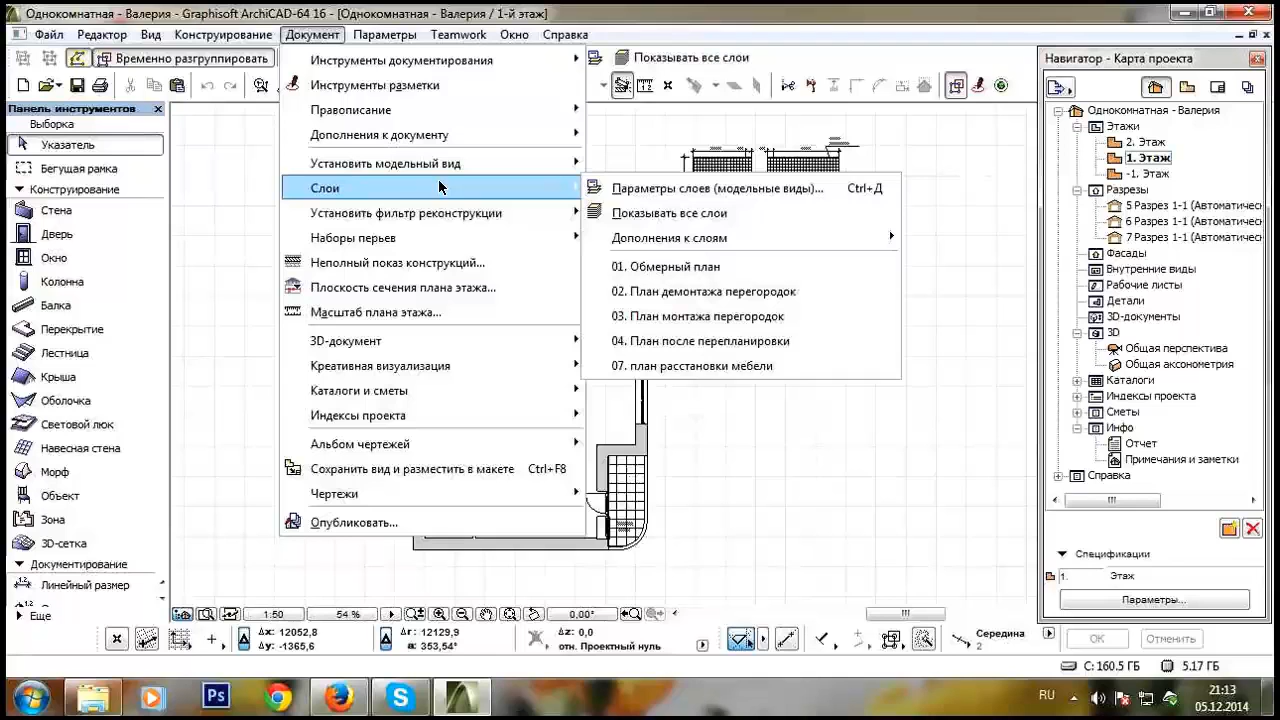 Однокомнатная - Валерия - Graphisoft ArchiCAD-64 16 - [Однокомнатная - Валерия / 1-й этаж]
Файл Редактор Вид Конструирование Документ Параметры Teamwork Окно Справка
Временно разгруппировать
Показывать все слои
Панель инструментов
Выборка
Указатель
Бегущая рамка
Конструирование
Стена
Дверь
Окно
Колонна
Балка
Перекрытие
Лестница
Крыша
Оболочка
Световой люк
Навесная стена
Морф
Объект
Зона
3D-сетка
Документирование
Линейный размер
Еще
Инструменты документирования
Инструменты разметки
Правописание
Дополнения к документу
Установить модельный вид
Слои
Установить фильтр реконструкции
Наборы перьев
Неполный показ конструкций...
Плоскость сечения плана этажа...
Масштаб плана этажа...
3D-документ
Креативная визуализация
Каталоги и сметы
Индексы проекта
Альбом чертежей
Сохранить вид и разместить в макете Ctrl+F8
Чертежи
Опубликовать...
Параметры слоев (модельные виды)... Ctrl+Д
Показывать все слои
Дополнения к слоям
01. Обмерный план
02. План демонтажа перегородок
03. План монтажа перегородок
04. План после перепланировки
07. план расстановки мебели
Навигатор - Карта проекта
Однокомнатная - Валерия
Этажи
2. Этаж
1. Этаж
-1. Этаж
Разрезы
5 Разрез 1-1 (Автоматичес
6 Разрез 1-1 (Автоматичес
7 Разрез 1-1 (Автоматичес
Фасады
Внутренние виды
Рабочие листы
Детали
3D-документы
3D
Общая перспектива
Общая аксонометрия
Каталоги
Индексы проекта
Сметы
Инфо
Отчет
Примечания и заметки
Справка
Спецификации
1. Этаж
Параметры...
1:50 54 % 0,00°
Δx: 12052,8
Δy: -1365,6
Δr: 12129,9
a: 353,54°
Δz: 0,0
отн. Проектный нуль
Середина
2
ОК Отменить
C: 160.5 ГБ 5.17 ГБ
Ps
RU
21:13
05.12.2014